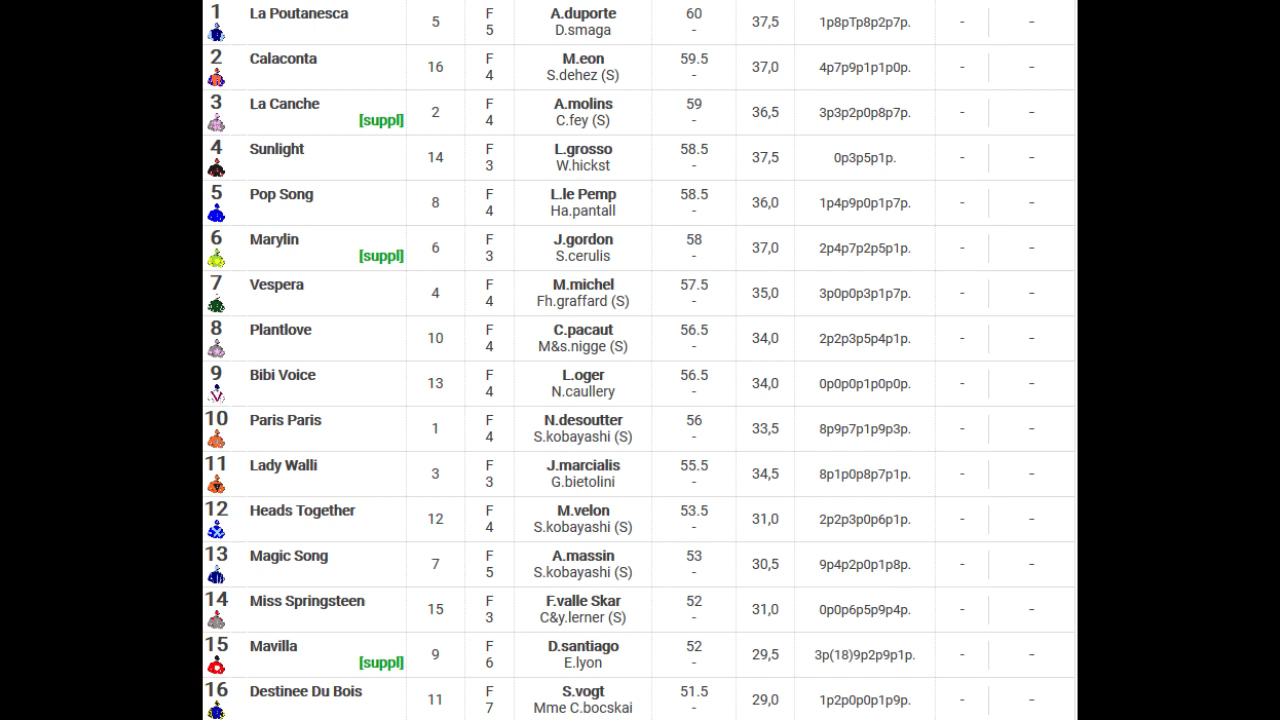 1 La Poutanesca 5 F A.duporte 60 37,5 1p8pTp8p2p7p. - -
5 D.smaga -
2 Calaconta 16 F M.eon 59.5 37,0 4p7p9p1p1p0p. - -
4 S.dehez (S) -
3 La Canche 2 F A.molins 59 36,5 3p3p2p0p8p7p. - -
[suppl] 4 C.fey (S) -
4 Sunlight 14 F L.grosso 58.5 37,5 0p3p5p1p. - -
3 W.hickst -
5 Pop Song 8 F L.le Pemp 58.5 36,0 1p4p9p0p1p7p. - -
4 Ha.pantall -
6 Marylin 6 F J.gordon 58 37,0 2p4p7p2p5p1p. - -
[suppl] 3 S.cerulis -
7 Vespera 4 F M.michel 57.5 35,0 3p0p0p3p1p7p. - -
4 Fh.graffard (S) -
8 Plantlove 10 F C.pacaut 56.5 34,0 2p2p3p5p4p1p. - -
4 M&s.nigge (S) -
9 Bibi Voice 13 F L.oger 56.5 34,0 0p0p0p1p0p0p. - -
4 N.caullery -
10 Paris Paris 1 F N.desoutter 56 33,5 8p9p7p1p9p3p. - -
4 S.kobayashi (S) -
11 Lady Walli 3 F J.marcialis 55.5 34,5 8p1p0p8p7p1p. - -
3 G.bietolini -
12 Heads Together 12 F M.velon 53.5 31,0 2p2p3p0p6p1p. - -
4 S.kobayashi (S) -
13 Magic Song 7 F A.massin 53 30,5 9p4p2p0p1p8p. - -
5 S.kobayashi (S) -
14 Miss Springsteen 15 F F.valle Skar 52 31,0 0p0p6p5p9p4p. - -
3 C&y.lerner (S) -
15 Mavilla 9 F D.santiago 52 29,5 3p(18)9p2p9p1p. - -
[suppl] 6 E.lyon -
16 Destinee Du Bois 11 F S.vogt 51.5 29,0 1p2p0p0p1p9p. - -
7 Mme C.bocskai -